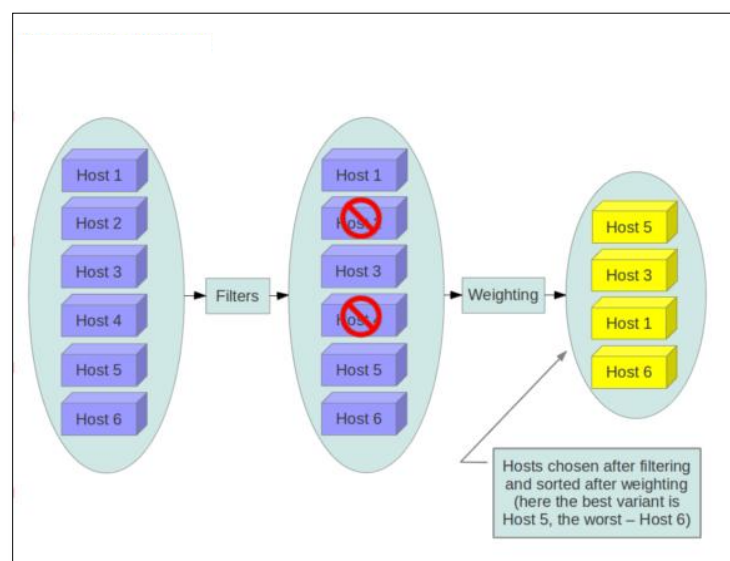 Host 1
Host 2
Host 3
Host 4
Host 5
Host 6
Filters
Host 1
Host
Host 3
Host
Host 5
Host 6
Weighting
Host 5
Host 3
Host 1
Host 6
Hosts chosen after filtering
and sorted after weighting
(here the best variant is
Host 5, the worst – Host 6)